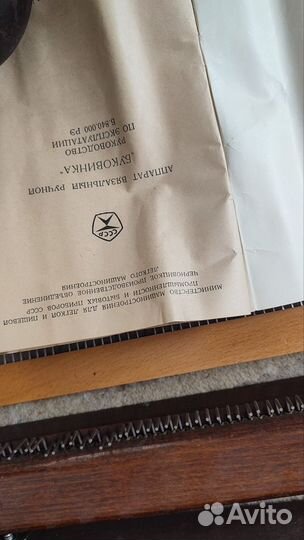 МИНИСТЕРСТВО МАШИНОСТРОЕНИЯ ДЛЯ ЛЕГКОЙ И ПИЩЕВОЙ
ПРОМЫШЛЕННОСТИ И БЫТОВЫХ ПРИБОРОВ СССР
ЧЕРНОВИЦКОЕ ПРОИЗВОДСТВЕННОЕ ОБЪЕДИНЕНИЕ
ЛЕГКОГО МАШИНОСТРОЕНИЯ
СССР
АППАРАТ ВЯЗАЛЬНЫЙ РУЧНОЙ
„БУКОВИНКА"
РУКОВОДСТВО
ПО ЭКСПЛУАТАЦИИ
Б.840.000 РЭ
Avito